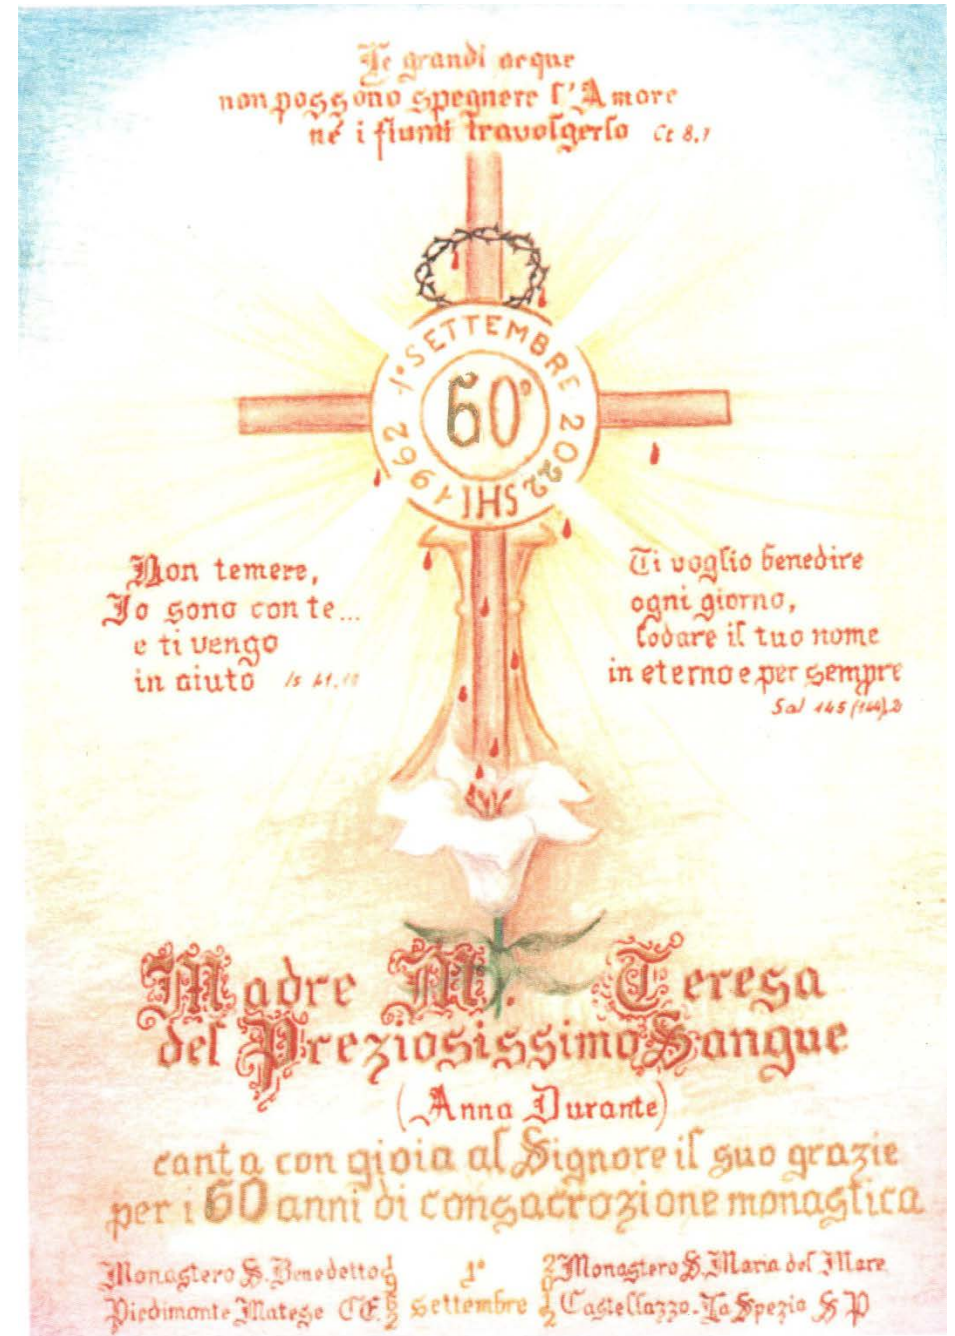 Le grandi acque
non possono spegnere l'Amore
né i fiumi travolgerlo Ct 8,7
1962 1° SETTEMBRE 2022
60°
IHS
Non temere,
Io sono con te...
e ti vengo
in aiuto Is 41,10
Ti voglio benedire
ogni giorno,
lodare il tuo nome
in eterno e per sempre
Sal 145 (144),2
Madre M. Teresa
del Preziosissimo Sangue
(Anna Durante)
canta con gioia al Signore il suo grazie
per i 60 anni di consacrazione monastica
Monastero S. Benedetto
Piedimonte Matese CE.
1962
1°
settembre
2022
Monastero S. Maria del Mare
Castellazzo - La Spezia SP